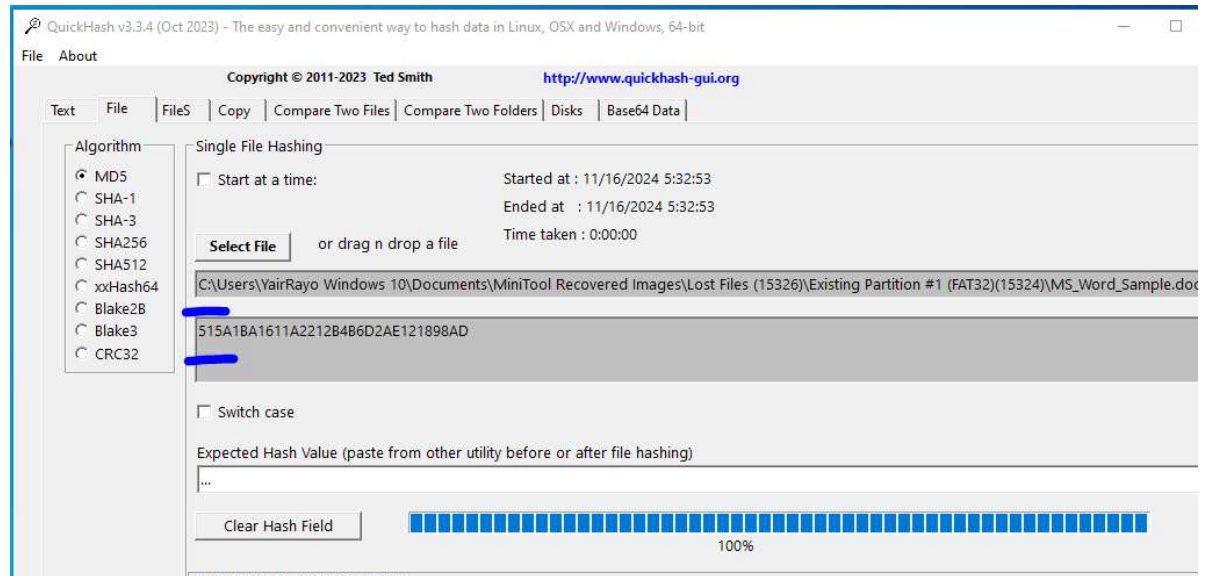 QuickHash v3.3.4 (Oct 2023) - The easy and convenient way to hash data in Linux, OSX and Windows, 64-bit
File About
Copyright © 2011-2023 Ted Smith http://www.quickhash-gui.org
Text File FileS Copy Compare Two Files Compare Two Folders Disks Base64 Data
Algorithm
MD5
SHA-1
SHA-3
SHA256
SHA512
xxHash64
Blake2B
Blake3
CRC32
Single File Hashing
Start at a time:
Started at : 11/16/2024 5:32:53
Ended at : 11/16/2024 5:32:53
Time taken : 0:00:00
Select File or drag n drop a file
C:\Users\YairRayo Windows 10\Documents\MiniTool Recovered Images\Lost Files (15326)\Existing Partition #1 (FAT32)(15324)\MS_Word_Sample.doc
515A1BA1611A2212B4B6D2AE121898AD
Switch case
Expected Hash Value (paste from other utility before or after file hashing)
...
Clear Hash Field
100%